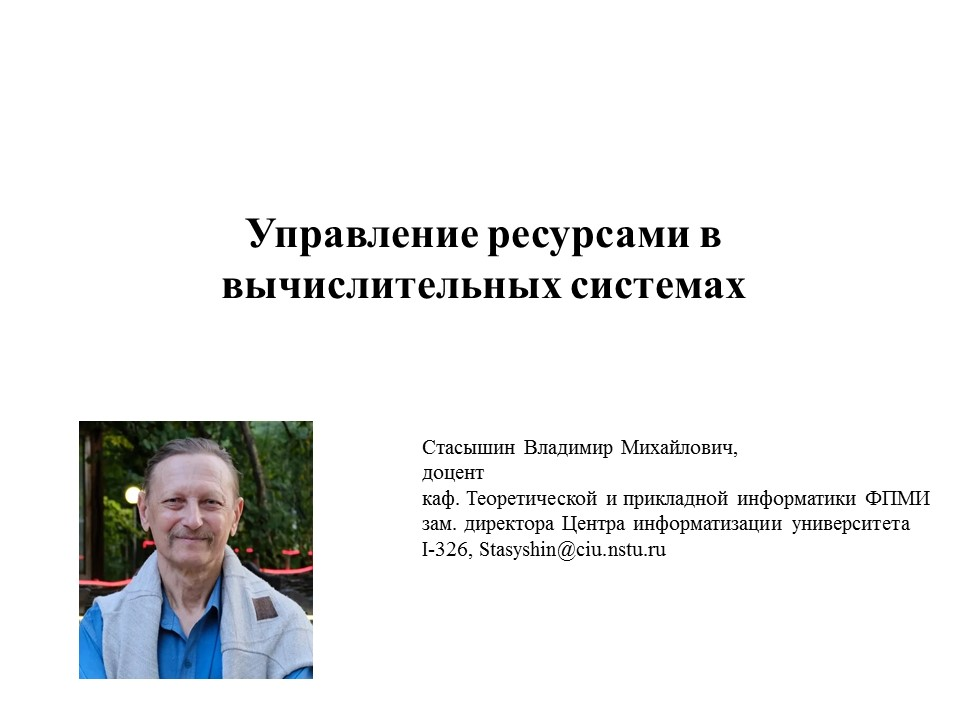 Управление ресурсами в
вычислительных системах
Стасышин Владимир Михайлович,
доцент
каф. Теоретической и прикладной информатики ФПМИ
зам. директора Центра информатизации университета
I-326, Stasyshin@ciu.nstu.ru